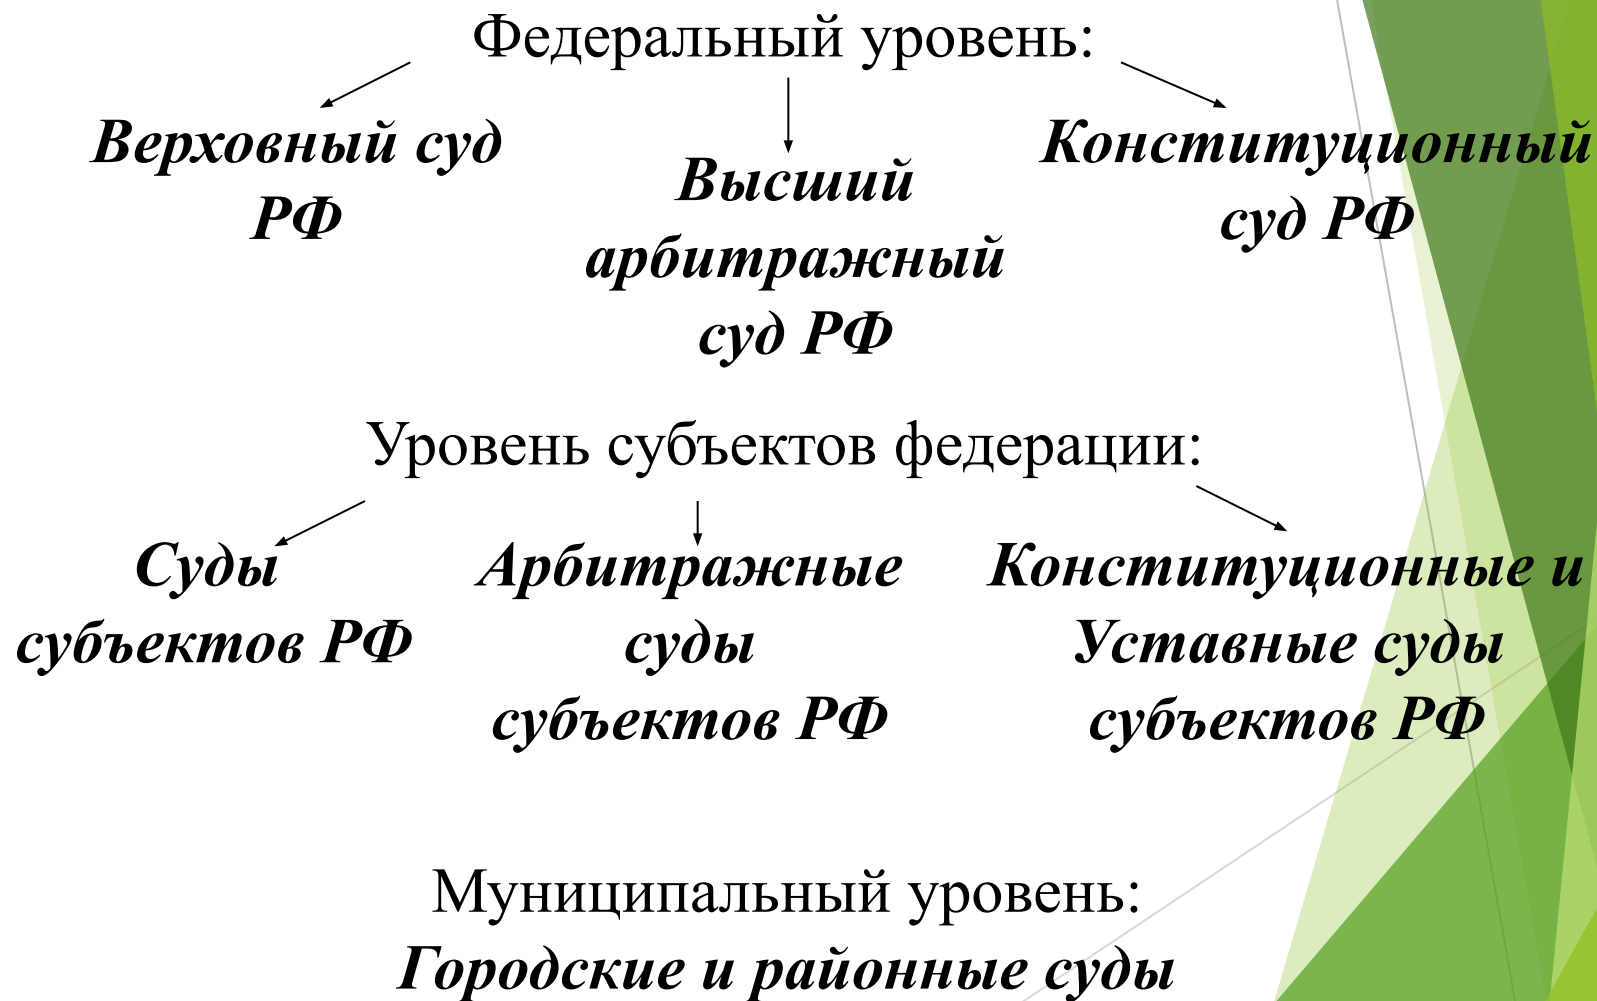 Федеральный уровень:
Верховный суд
РФ
Высший
арбитражный
суд РФ
Конституционный
суд РФ
Уровень субъектов федерации:
Суды
субъектов РФ
Арбитражные
суды
субъектов РФ
Конституционные и
Уставные суды
субъектов РФ
Муниципальный уровень:
Городские и районные суды